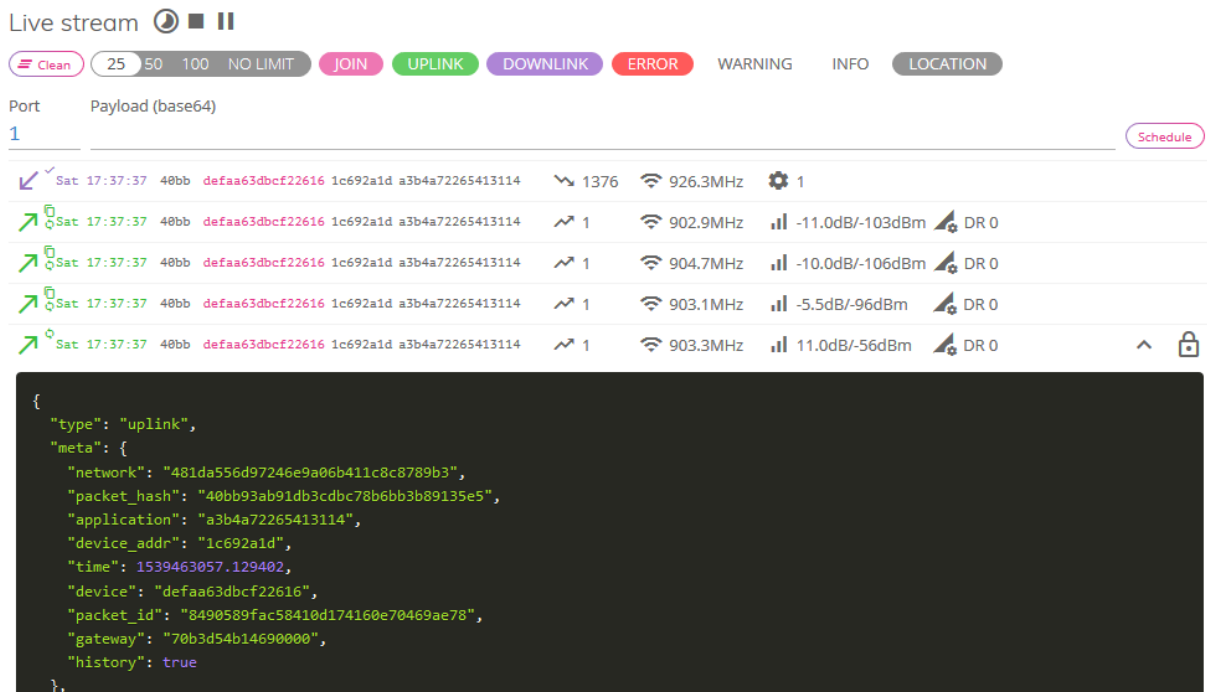 Live stream
Clean 25 50 100 NO LIMIT JOIN UPLINK DOWNLINK ERROR WARNING INFO LOCATION
Port Payload (base64)
1
Schedule
Sat 17:37:37 40bb defaa63dbcf22616 1c692a1d a3b4a72265413114 1376 926.3MHz 1
Sat 17:37:37 40bb defaa63dbcf22616 1c692a1d a3b4a72265413114 1 902.9MHz -11.0dB/-103dBm DR 0
Sat 17:37:37 40bb defaa63dbcf22616 1c692a1d a3b4a72265413114 1 904.7MHz -10.0dB/-106dBm DR 0
Sat 17:37:37 40bb defaa63dbcf22616 1c692a1d a3b4a72265413114 1 903.1MHz -5.5dB/-96dBm DR 0
Sat 17:37:37 40bb defaa63dbcf22616 1c692a1d a3b4a72265413114 1 903.3MHz 11.0dB/-56dBm DR 0
{
"type": "uplink",
"meta": {
"network": "481da556d97246e9a06b411c8c8789b3",
"packet_hash": "40bb93ab91db3cdbc78b6bb3b89135e5",
"application": "a3b4a72265413114",
"device_addr": "1c692a1d",
"time": 1539463057.129402,
"device": "defaa63dbcf22616",
"packet_id": "8490589fac58410d174160e70469ae78",
"gateway": "70b3d54b14690000",
"history": true
},